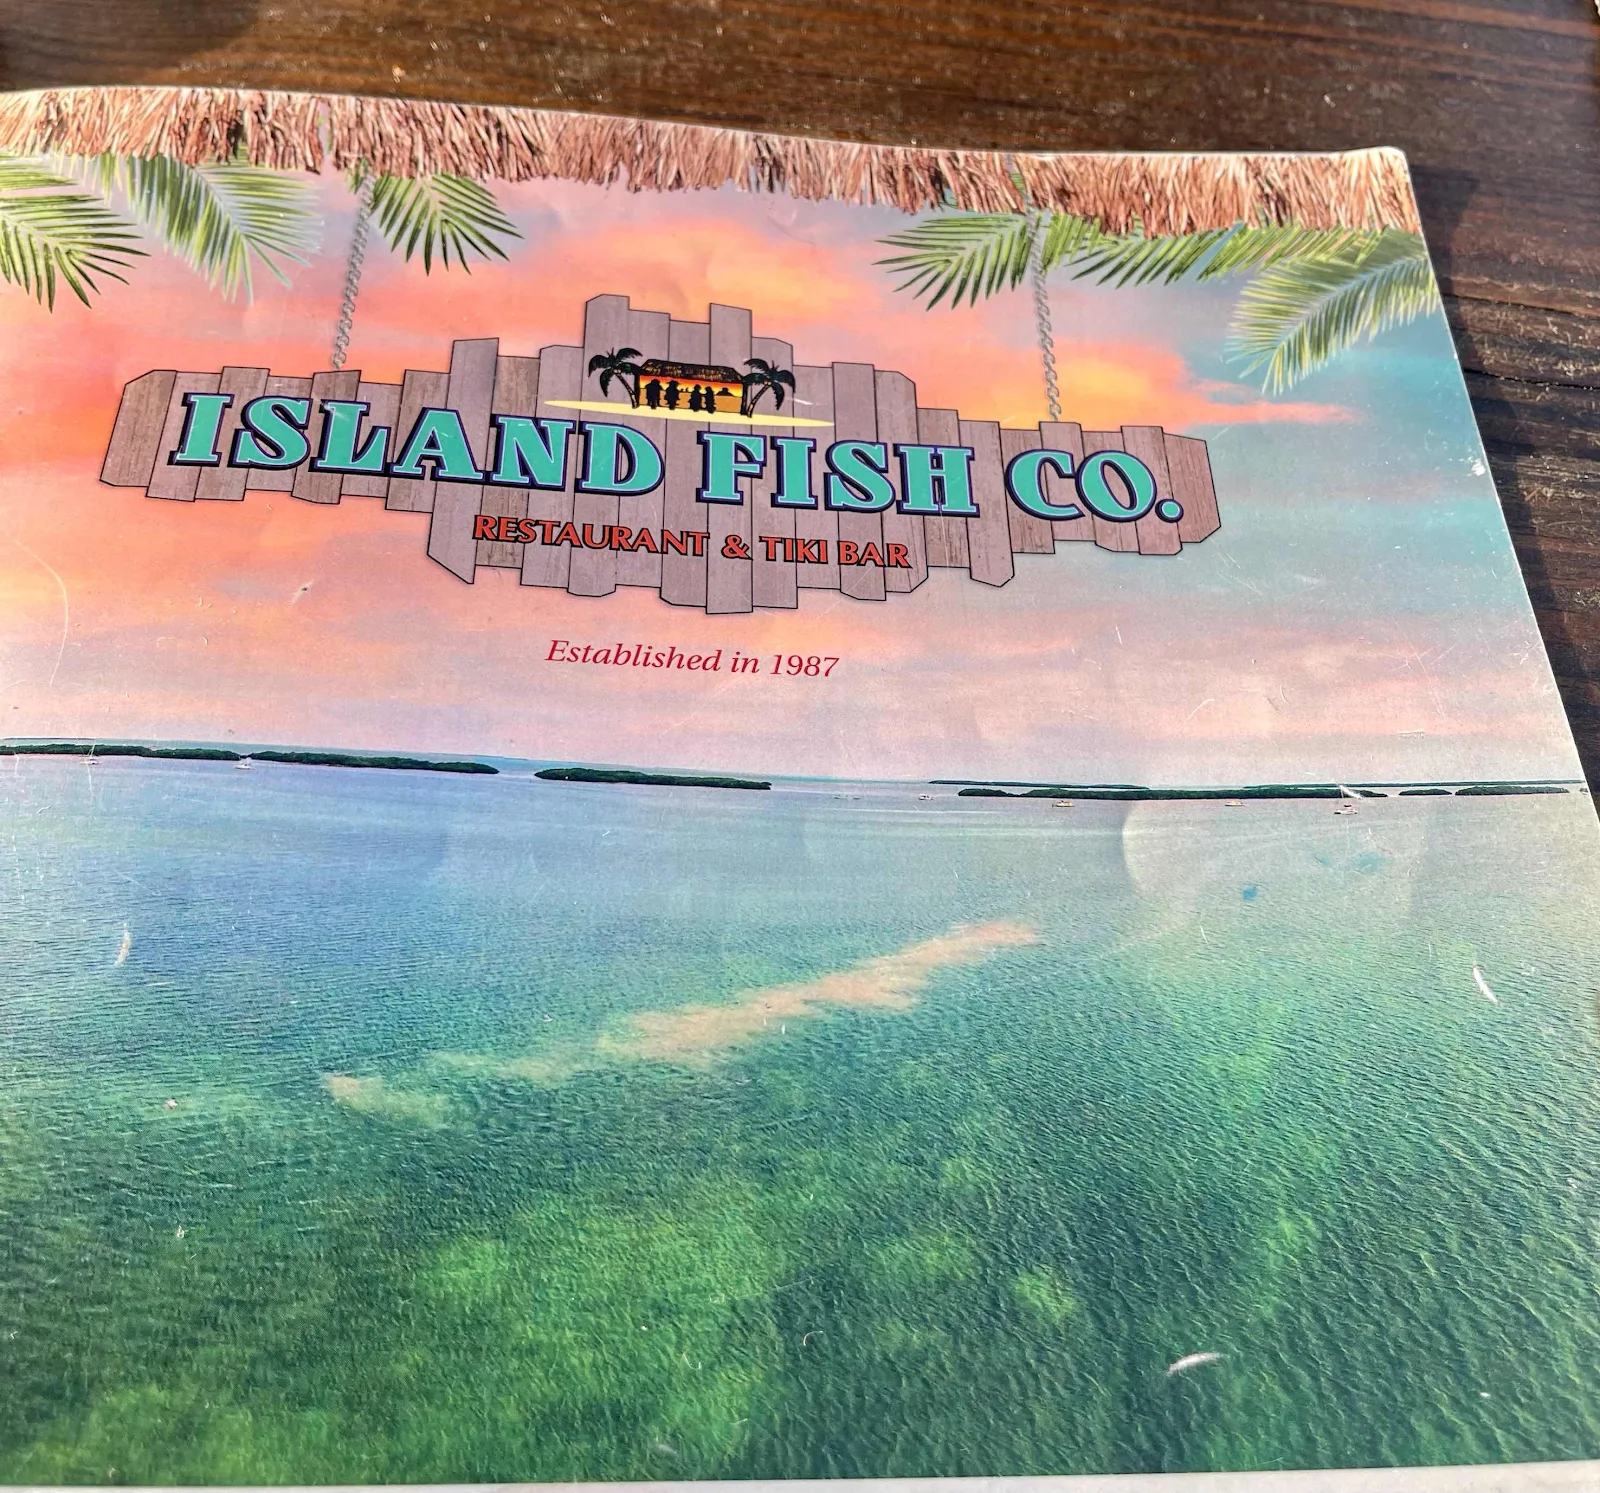 ISLAND FISH CO.
RESTAURANT & TIKI BAR
Established in 1987